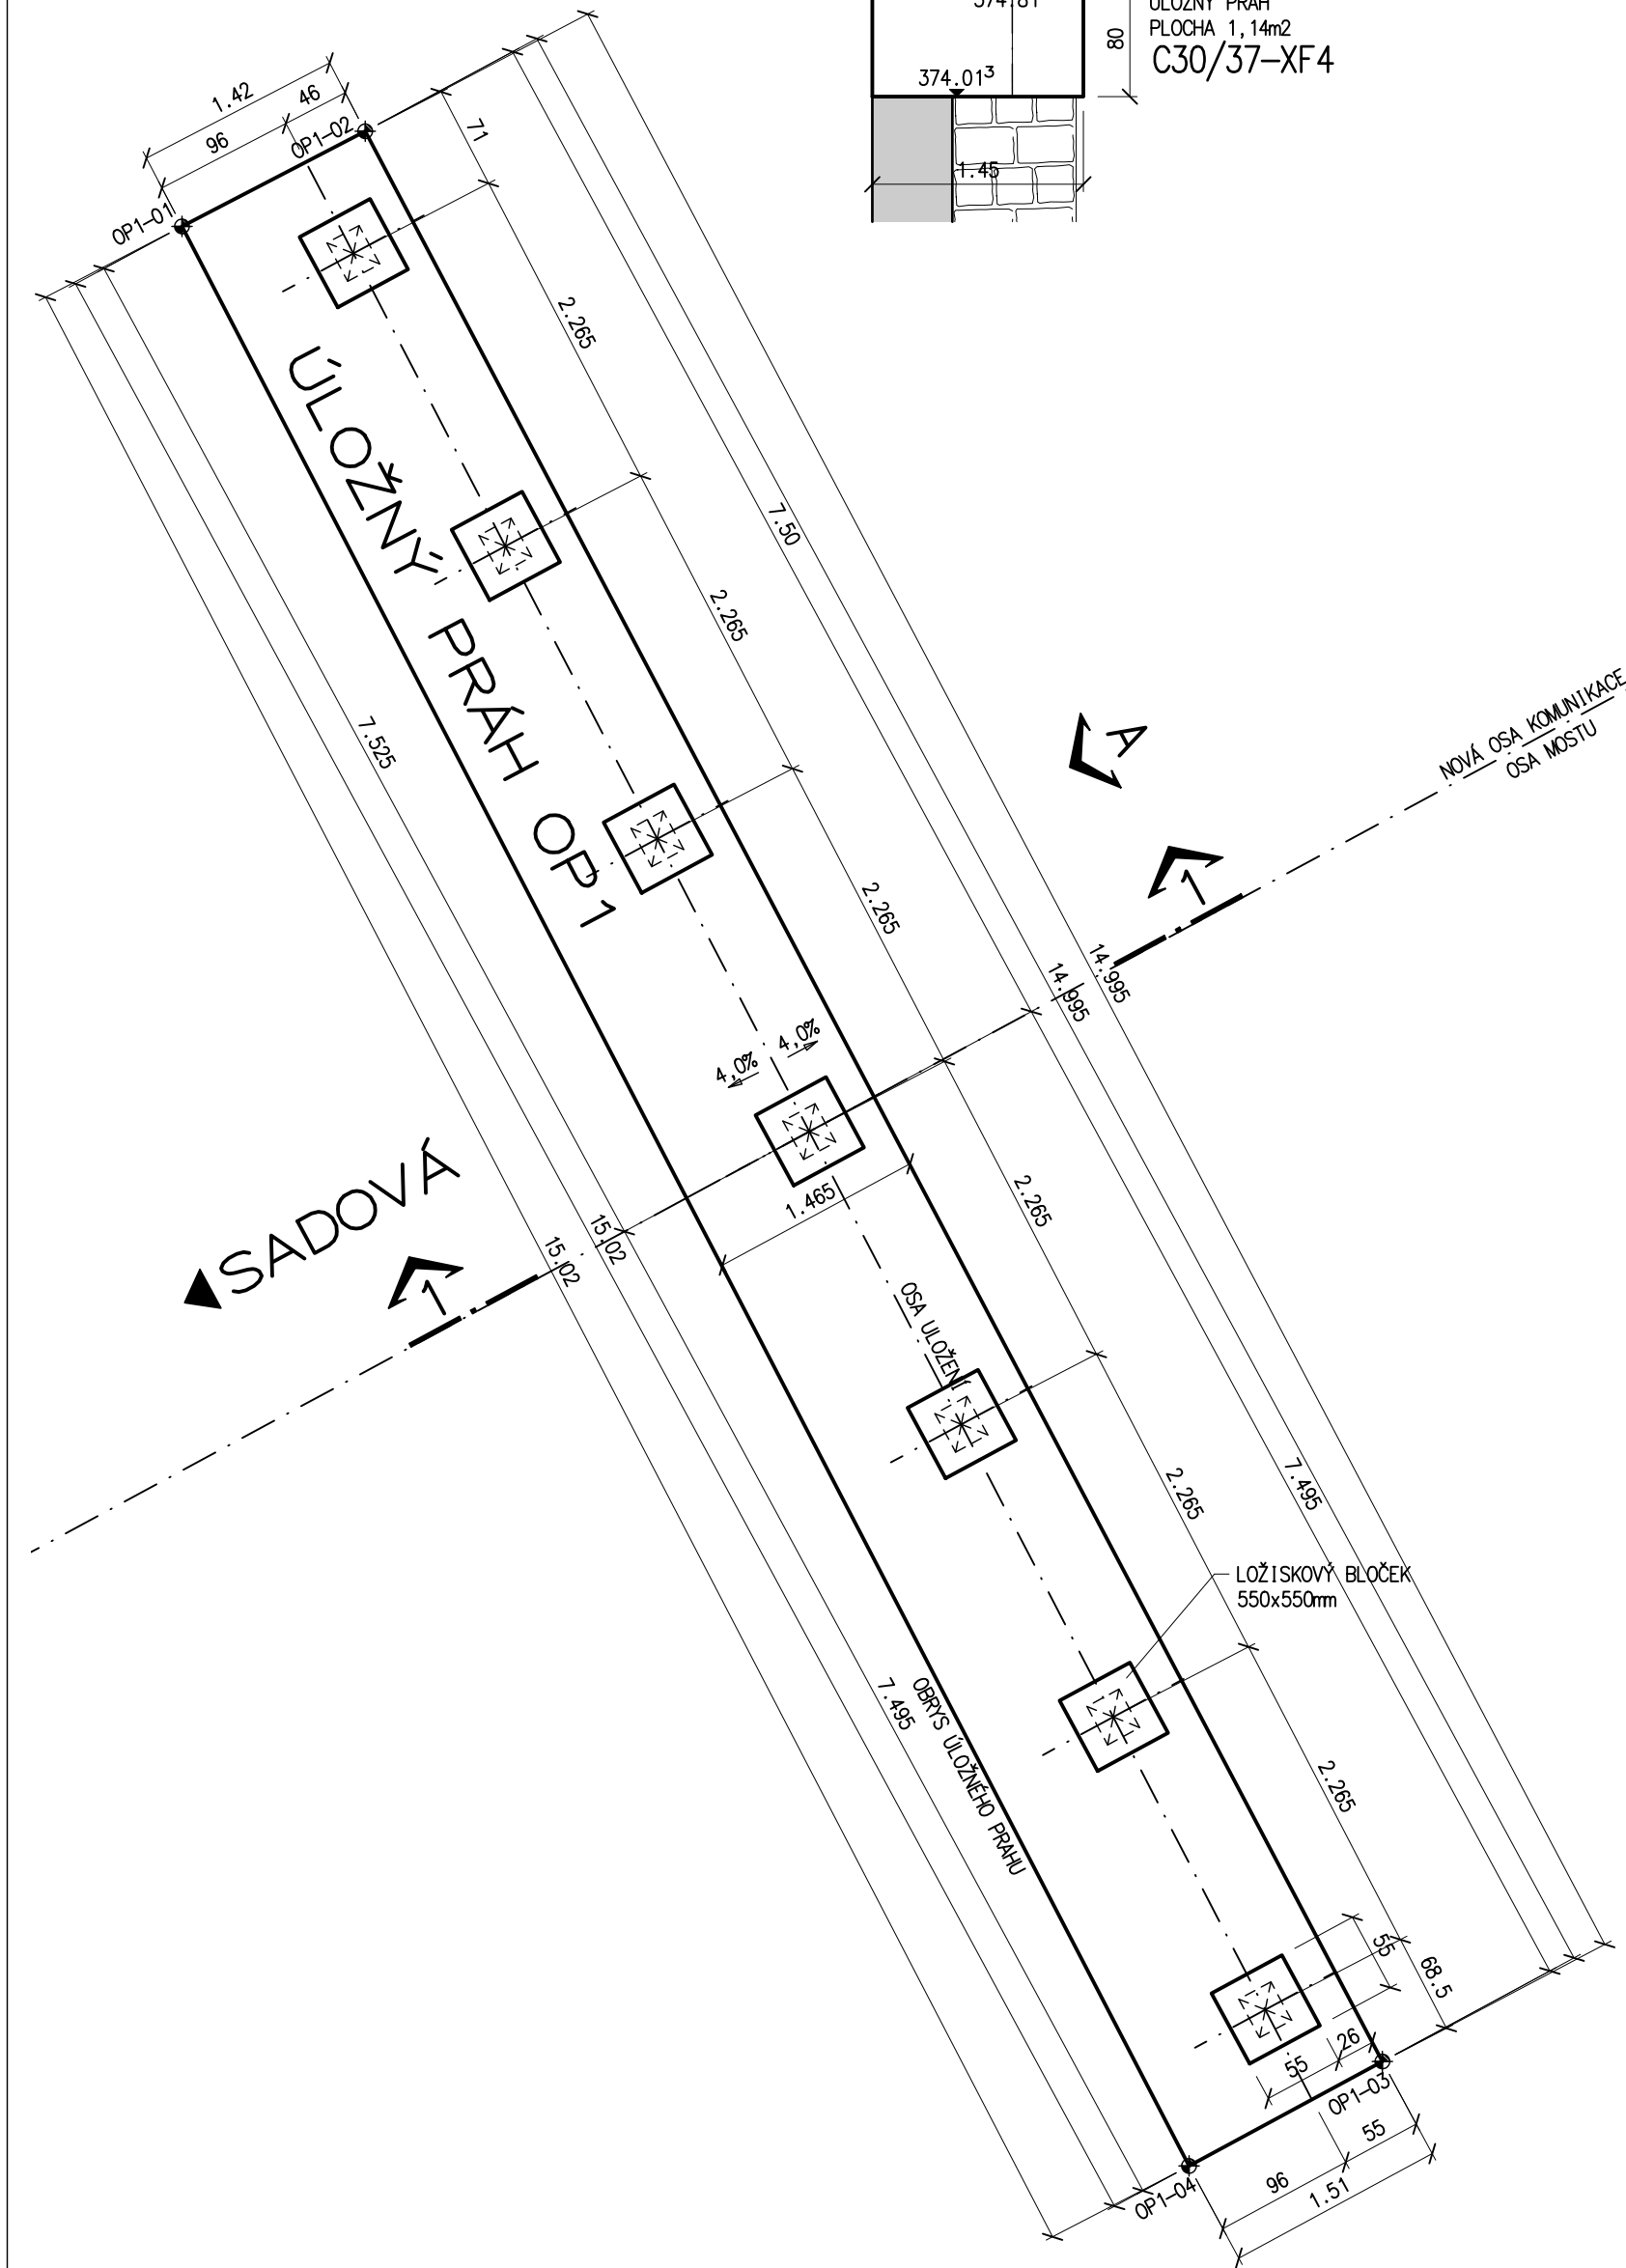 374.81
ÚLOŽNÝ PRÁH
PLOCHA 1,14m2
C30/37-XF4
80
374.01³
1.45
1.42
96
46
OP1-02
OP1-01
71
2.265
7.50
2.265
7.525
2.265
ÚLOŽNÝ PRÁH OP1
A
NOVÁ OSA KOMUNIKACE,
OSA MOSTU
1
14.995
14.995
4,0%
4,0%
SADOVÁ
1
15.02
15.02
1.465
2.265
OSA ULOŽENÍ
2.265
7.495
LOŽISKOVÝ BLOČEK
550x550mm
7.495
OBRYS ÚLOŽNÉHO PRAHU
2.265
55
68.5
26
55
OP1-03
55
96
1.51
OP1-04